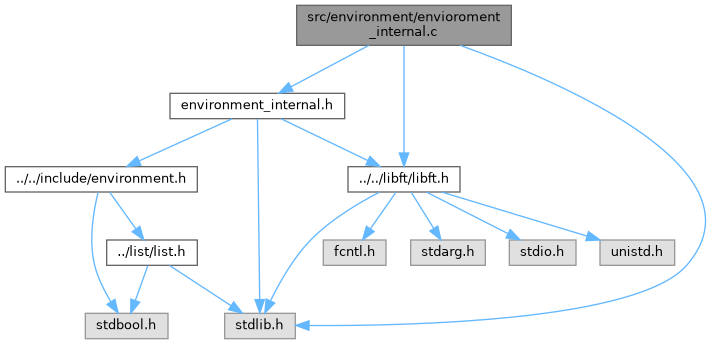 src/environment/envioroment
_internal.c
environment_internal.h
../../include/environment.h
../../libft/libft.h
../list/list.h
fcntl.h
stdarg.h
stdio.h
unistd.h
stdbool.h
stdlib.h